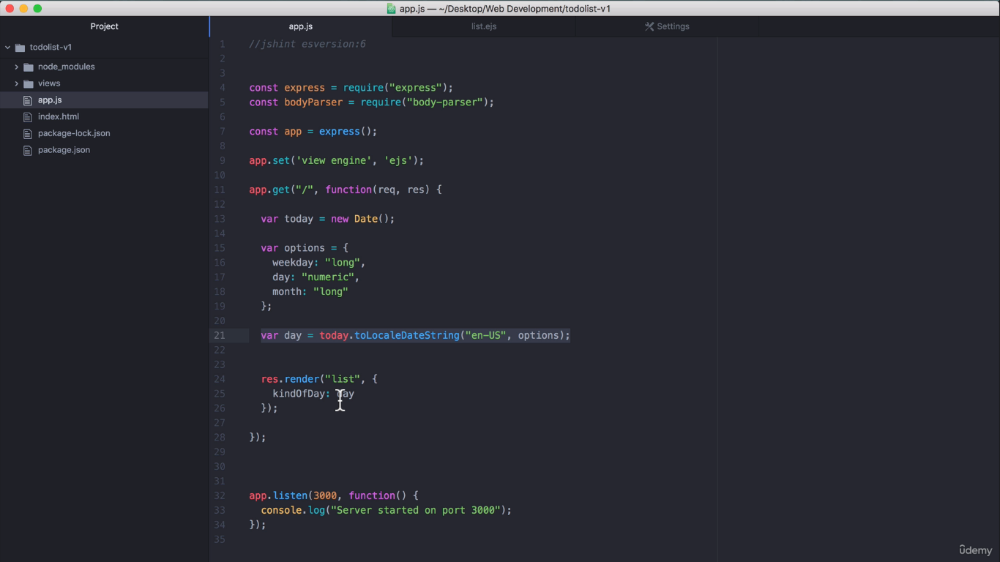 app.js — ~/Desktop/Web Development/todolist-v1
Project
app.js
list.ejs
Settings
todolist-v1
node_modules
views
app.js
index.html
package-lock.json
package.json
1 //jshint esversion:6
2
3
4 const express = require("express");
5 const bodyParser = require("body-parser");
6
7 const app = express();
8
9 app.set('view engine', 'ejs');
10
11 app.get("/", function(req, res) {
12
13 var today = new Date();
14
15 var options = {
16 weekday: "long",
17 day: "numeric",
18 month: "long"
19 };
20
21 var day = today.toLocaleDateString("en-US", options);
22
23
24 res.render("list", {
25 kindOfDay: day
26 });
27
28 });
29
30
31
32 app.listen(3000, function() {
33 console.log("Server started on port 3000");
34 });
35
ûdemy